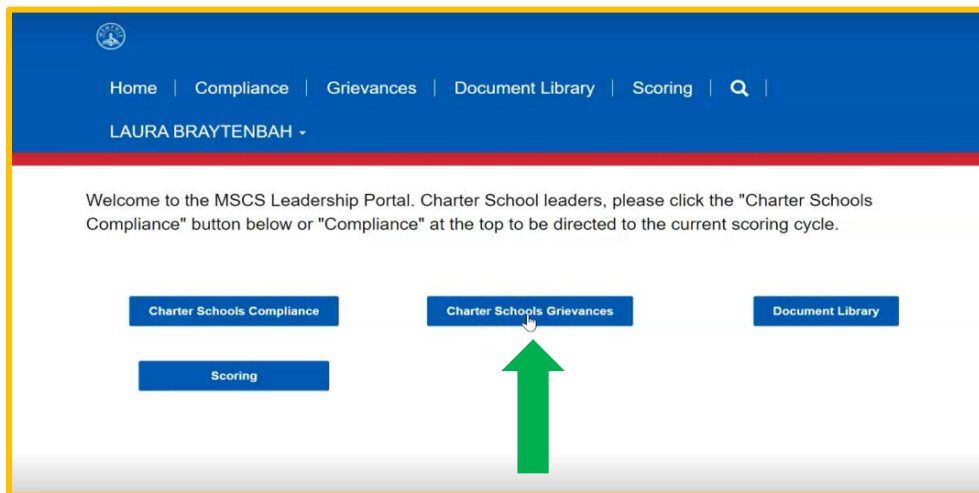 Home | Compliance | Grievances | Document Library | Scoring |
LAURA BRAYTENBAH
Welcome to the MSCS Leadership Portal. Charter School leaders, please click the "Charter Schools
Compliance" button below or "Compliance" at the top to be directed to the current scoring cycle.
Charter Schools Compliance
Charter Schools Grievances
Document Library
Scoring